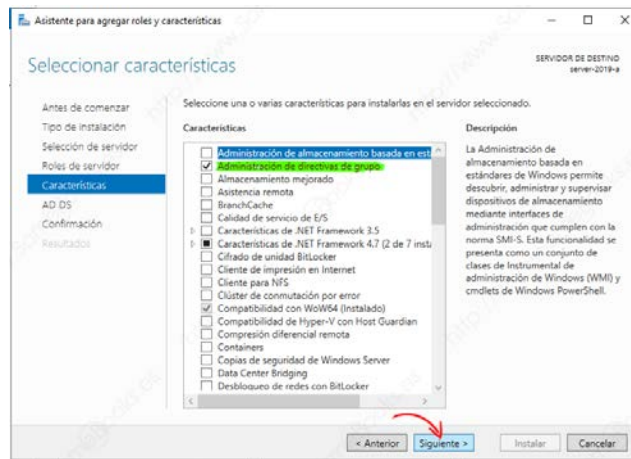 Asistente para agregar roles y características
Seleccionar características
SERVIDOR DE DESTINO
server-2019-a
Antes de comenzar
Tipo de instalación
Selección de servidor
Roles de servidor
Características
AD DS
Confirmación
Resultados
Seleccione una o varias características para instalarlas en el servidor seleccionado.
Características
Administración de almacenamiento basada en está
Administración de directivas de grupo
Almacenamiento mejorado
Asistencia remota
BranchCache
Calidad de servicio de E/S
Características de .NET Framework 3.5
Características de .NET Framework 4.7 (2 de 7 insta
Cifrado de unidad BitLocker
Cliente de impresión en Internet
Cliente para NFS
Clúster de conmutación por error
Compatibilidad con WoW64 (Instalado)
Compatibilidad de Hyper-V con Host Guardian
Compresión diferencial remota
Containers
Copias de seguridad de Windows Server
Data Center Bridging
Desbloqueo de redes con BitLocker
Descripción
La Administración de
almacenamiento basada en
estándares de Windows permite
descubrir, administrar y supervisar
dispositivos de almacenamiento
mediante interfaces de
administración que cumplen con la
norma SMI-S. Esta funcionalidad se
presenta como un conjunto de
clases de Instrumental de
administración de Windows (WMI) y
cmdlets de Windows PowerShell.
< Anterior
Siguiente >
Instalar
Cancelar